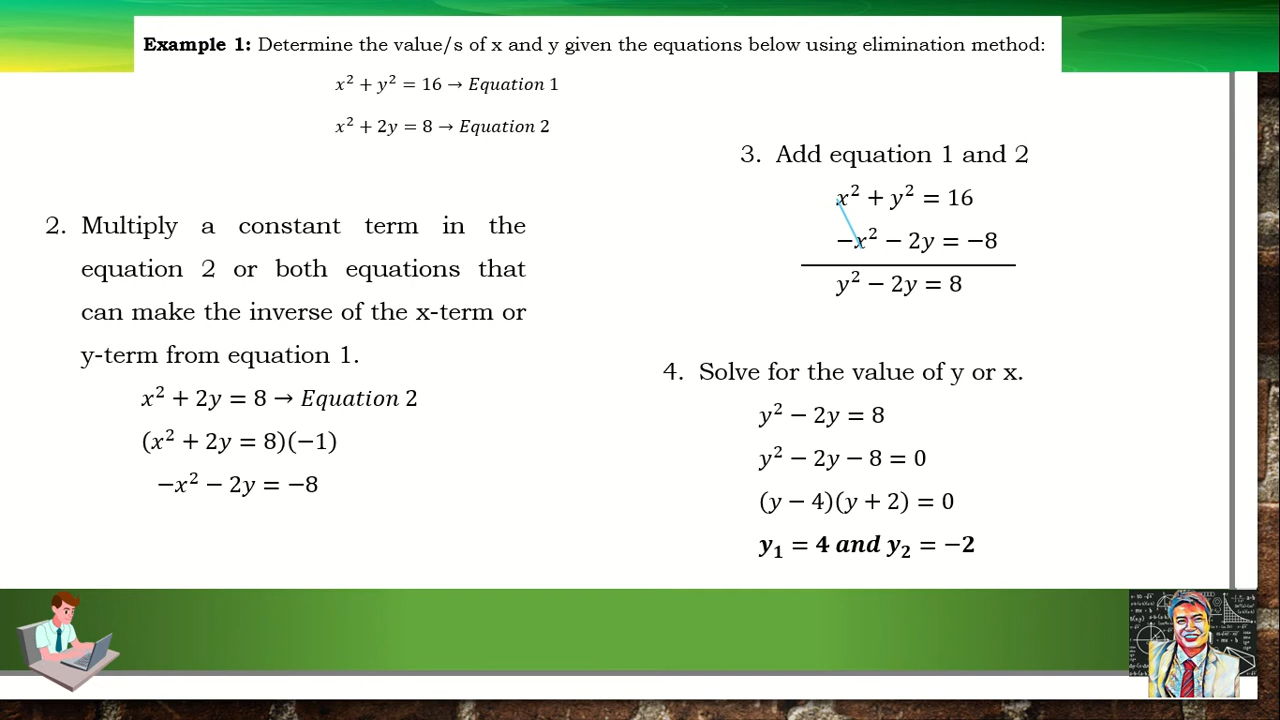 Example 1: Determine the value/s of x and y given the equations below using elimination method:
x² + y² = 16 → Equation 1
x² + 2y = 8 → Equation 2
2. Multiply a constant term in the
equation 2 or both equations that
can make the inverse of the x-term or
y-term from equation 1.
x² + 2y = 8 → Equation 2
(x² + 2y = 8)(−1)
−x² − 2y = −8
3. Add equation 1 and 2
x² + y² = 16
−x² − 2y = −8
y² − 2y = 8
4. Solve for the value of y or x.
y² − 2y = 8
y² − 2y − 8 = 0
(y − 4)(y + 2) = 0
y₁ = 4 and y₂ = −2